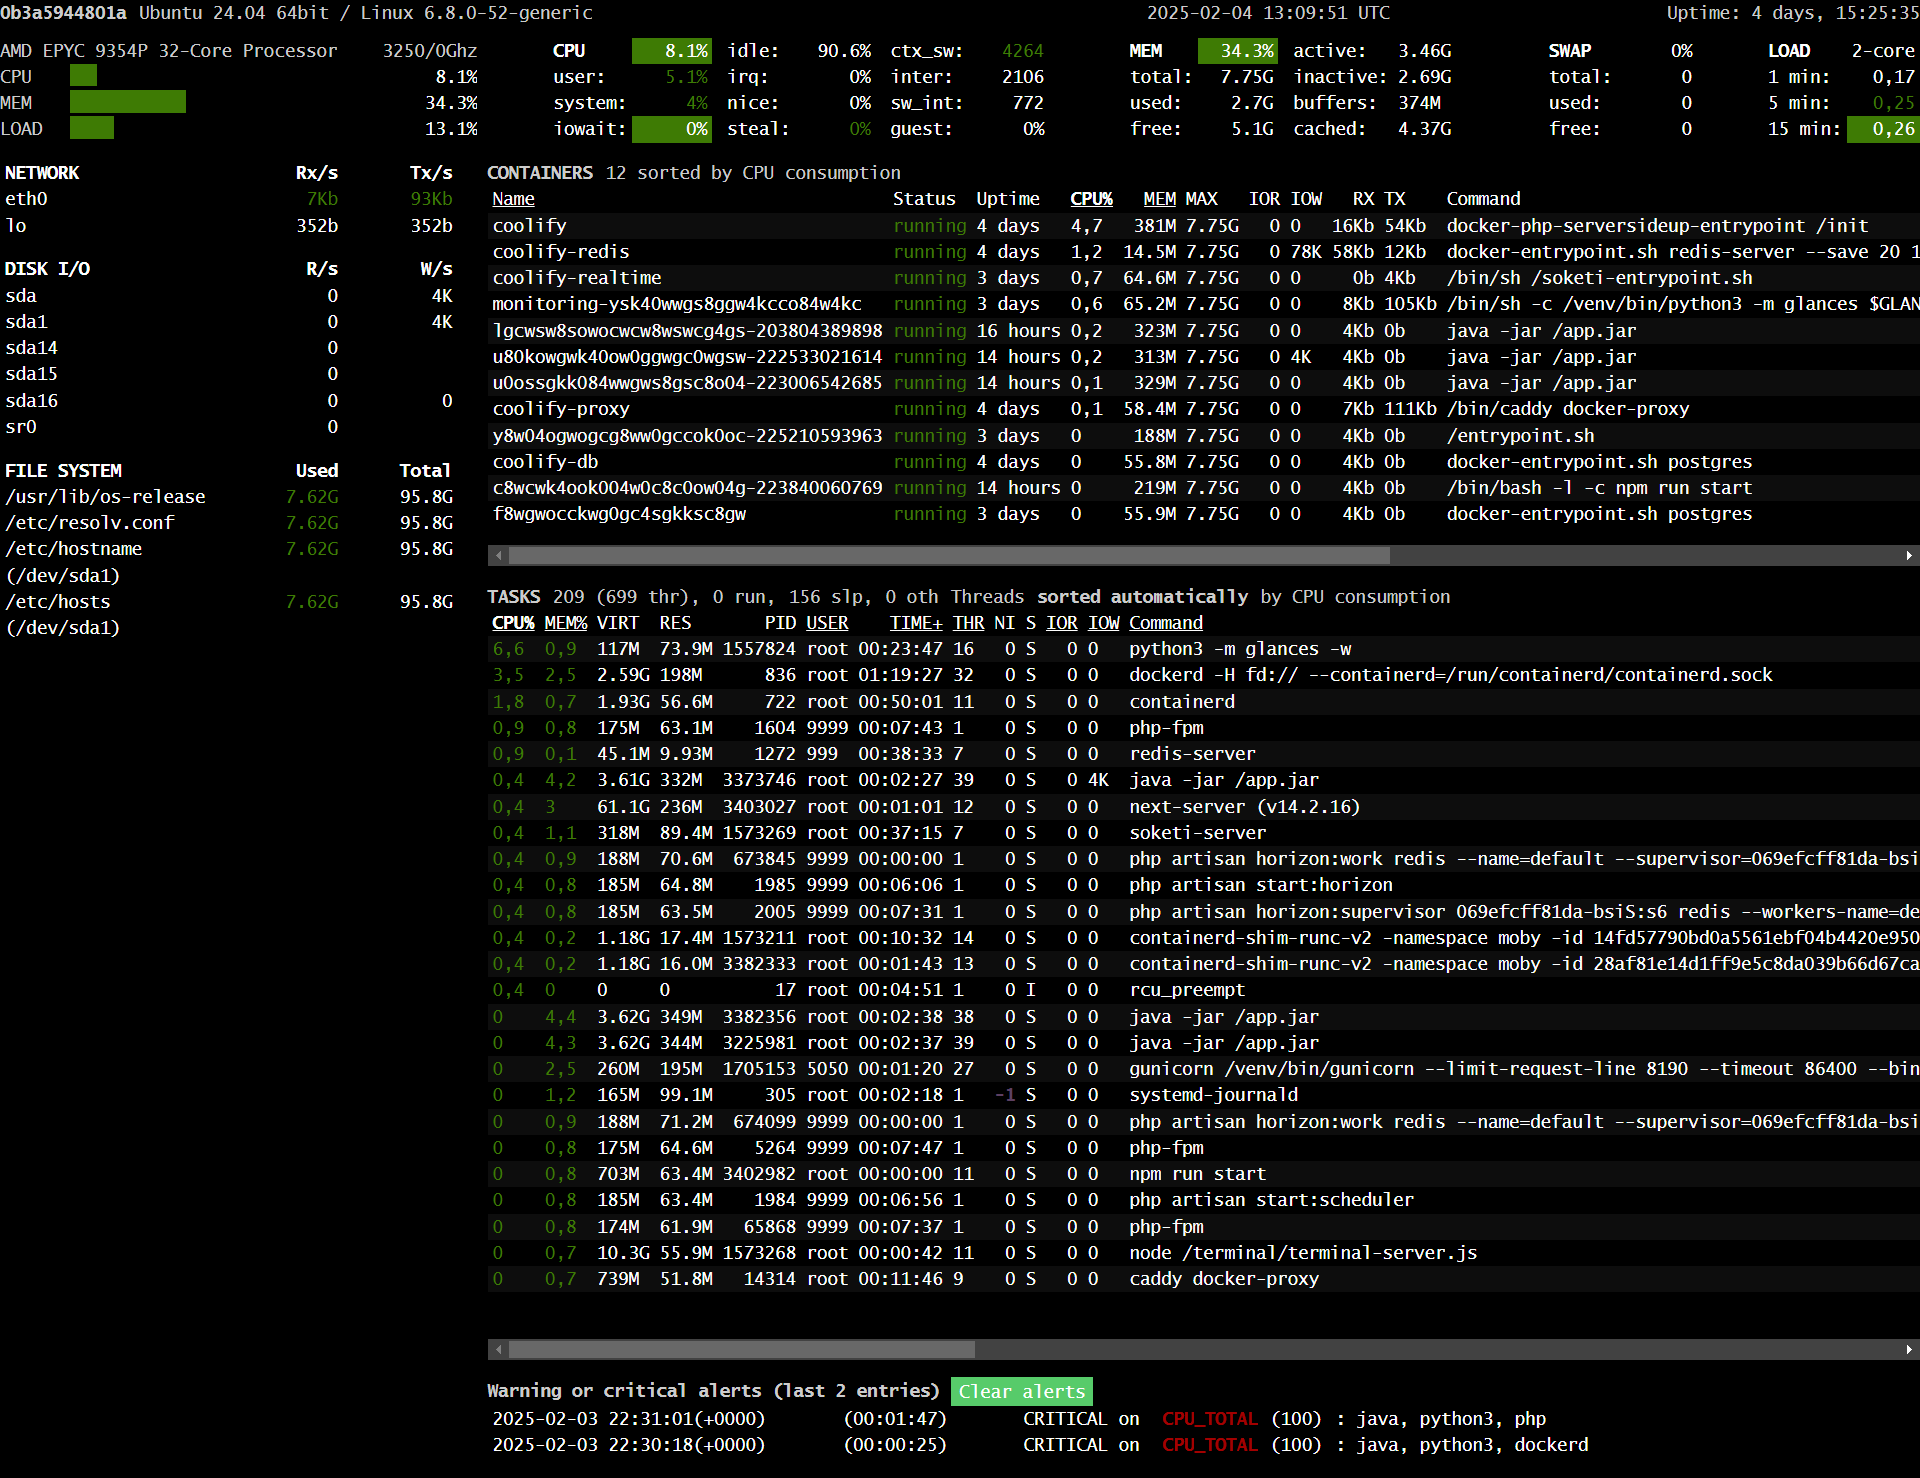 0b3a5944801a Ubuntu 24.04 64bit / Linux 6.8.0-52-generic 2025-02-04 13:09:51 UTC Uptime: 4 days, 15:25:35
AMD EPYC 9354P 32-Core Processor 3250/0Ghz CPU 8.1% idle: 90.6% ctx_sw: 4264 MEM 34.3% active: 3.46G SWAP 0% LOAD 2-core
CPU 8.1% user: 5.1% irq: 0% inter: 2106 total: 7.75G inactive: 2.69G total: 0 1 min: 0,17
MEM 34.3% system: 4% nice: 0% sw_int: 772 used: 2.7G buffers: 374M used: 0 5 min: 0,25
LOAD 13.1% iowait: 0% steal: 0% guest: 0% free: 5.1G cached: 4.37G free: 0 15 min: 0,26
NETWORK Rx/s Tx/s
eth0 7Kb 93Kb
lo 352b 352b
DISK I/O R/s W/s
sda 0 4K
sda1 0 4K
sda14 0
sda15 0
sda16 0 0
sr0 0
FILE SYSTEM Used Total
/usr/lib/os-release 7.62G 95.8G
/etc/resolv.conf 7.62G 95.8G
/etc/hostname 7.62G 95.8G
(/dev/sda1)
/etc/hosts 7.62G 95.8G
(/dev/sda1)
CONTAINERS 12 sorted by CPU consumption
Name Status Uptime CPU% MEM MAX IOR IOW RX TX Command
coolify running 4 days 4,7 381M 7.75G 0 0 16Kb 54Kb docker-php-serversideup-entrypoint /init
coolify-redis running 4 days 1,2 14.5M 7.75G 0 78K 58Kb 12Kb docker-entrypoint.sh redis-server --save 20 1
coolify-realtime running 3 days 0,7 64.6M 7.75G 0 0 0b 4Kb /bin/sh /soketi-entrypoint.sh
monitoring-ysk40wwgs8ggw4kcco84w4kc running 3 days 0,6 65.2M 7.75G 0 0 8Kb 105Kb /bin/sh -c /venv/bin/python3 -m glances $GLAN
lgcwsw8sowocwcw8wswcg4gs-203804389898 running 16 hours 0,2 323M 7.75G 0 0 4Kb 0b java -jar /app.jar
u80kowgwk40ow0ggwgc0wgsw-222533021614 running 14 hours 0,2 313M 7.75G 0 4K 4Kb 0b java -jar /app.jar
u0ossgkk084wwgws8gsc8o04-223006542685 running 14 hours 0,1 329M 7.75G 0 0 4Kb 0b java -jar /app.jar
coolify-proxy running 4 days 0,1 58.4M 7.75G 0 0 7Kb 111Kb /bin/caddy docker-proxy
y8w04ogwogcg8ww0gccok0oc-225210593963 running 3 days 0 188M 7.75G 0 0 4Kb 0b /entrypoint.sh
coolify-db running 4 days 0 55.8M 7.75G 0 0 4Kb 0b docker-entrypoint.sh postgres
c8wcwk4ook004w0c8c0ow04g-223840060769 running 14 hours 0 219M 7.75G 0 0 4Kb 0b /bin/bash -l -c npm run start
f8wgwocckwg0gc4sgkksc8gw running 3 days 0 55.9M 7.75G 0 0 4Kb 0b docker-entrypoint.sh postgres
TASKS 209 (699 thr), 0 run, 156 slp, 0 oth Threads sorted automatically by CPU consumption
CPU% MEM% VIRT RES PID USER TIME+ THR NI S IOR IOW Command
6,6 0,9 117M 73.9M 1557824 root 00:23:47 16 0 S 0 0 python3 -m glances -w
3,5 2,5 2.59G 198M 836 root 01:19:27 32 0 S 0 0 dockerd -H fd:// --containerd=/run/containerd/containerd.sock
1,8 0,7 1.93G 56.6M 722 root 00:50:01 11 0 S 0 0 containerd
0,9 0,8 175M 63.1M 1604 9999 00:07:43 1 0 S 0 0 php-fpm
0,9 0,1 45.1M 9.93M 1272 999 00:38:33 7 0 S 0 0 redis-server
0,4 4,2 3.61G 332M 3373746 root 00:02:27 39 0 S 0 4K java -jar /app.jar
0,4 3 61.1G 236M 3403027 root 00:01:01 12 0 S 0 0 next-server (v14.2.16)
0,4 1,1 318M 89.4M 1573269 root 00:37:15 7 0 S 0 0 soketi-server
0,4 0,9 188M 70.6M 673845 9999 00:00:00 1 0 S 0 0 php artisan horizon:work redis --name=default --supervisor=069efcff81da-bsi
0,4 0,8 185M 64.8M 1985 9999 00:06:06 1 0 S 0 0 php artisan start:horizon
0,4 0,8 185M 63.5M 2005 9999 00:07:31 1 0 S 0 0 php artisan horizon:supervisor 069efcff81da-bsiS:s6 redis --workers-name=de
0,4 0,2 1.18G 17.4M 1573211 root 00:10:32 14 0 S 0 0 containerd-shim-runc-v2 -namespace moby -id 14fd57790bd0a5561ebf04b4420e950
0,4 0,2 1.18G 16.0M 3382333 root 00:01:43 13 0 S 0 0 containerd-shim-runc-v2 -namespace moby -id 28af81e14d1ff9e5c8da039b66d67ca
0,4 0 0 0 17 root 00:04:51 1 0 I 0 0 rcu_preempt
0 4,4 3.62G 349M 3382356 root 00:02:38 38 0 S 0 0 java -jar /app.jar
0 4,3 3.62G 344M 3225981 root 00:02:37 39 0 S 0 0 java -jar /app.jar
0 2,5 260M 195M 1705153 5050 00:01:20 27 0 S 0 0 gunicorn /venv/bin/gunicorn --limit-request-line 8190 --timeout 86400 --bin
0 1,2 165M 99.1M 305 root 00:02:18 1 -1 S 0 0 systemd-journald
0 0,9 188M 71.2M 674099 9999 00:00:00 1 0 S 0 0 php artisan horizon:work redis --name=default --supervisor=069efcff81da-bsi
0 0,8 175M 64.6M 5264 9999 00:07:47 1 0 S 0 0 php-fpm
0 0,8 703M 63.4M 3402982 root 00:00:00 11 0 S 0 0 npm run start
0 0,8 185M 63.4M 1984 9999 00:06:56 1 0 S 0 0 php artisan start:scheduler
0 0,8 174M 61.9M 65868 9999 00:07:37 1 0 S 0 0 php-fpm
0 0,7 10.3G 55.9M 1573268 root 00:00:42 11 0 S 0 0 node /terminal/terminal-server.js
0 0,7 739M 51.8M 14314 root 00:11:46 9 0 S 0 0 caddy docker-proxy
Warning or critical alerts (last 2 entries) Clear alerts
2025-02-03 22:31:01(+0000) (00:01:47) CRITICAL on CPU_TOTAL (100) : java, python3, php
2025-02-03 22:30:18(+0000) (00:00:25) CRITICAL on CPU_TOTAL (100) : java, python3, dockerd